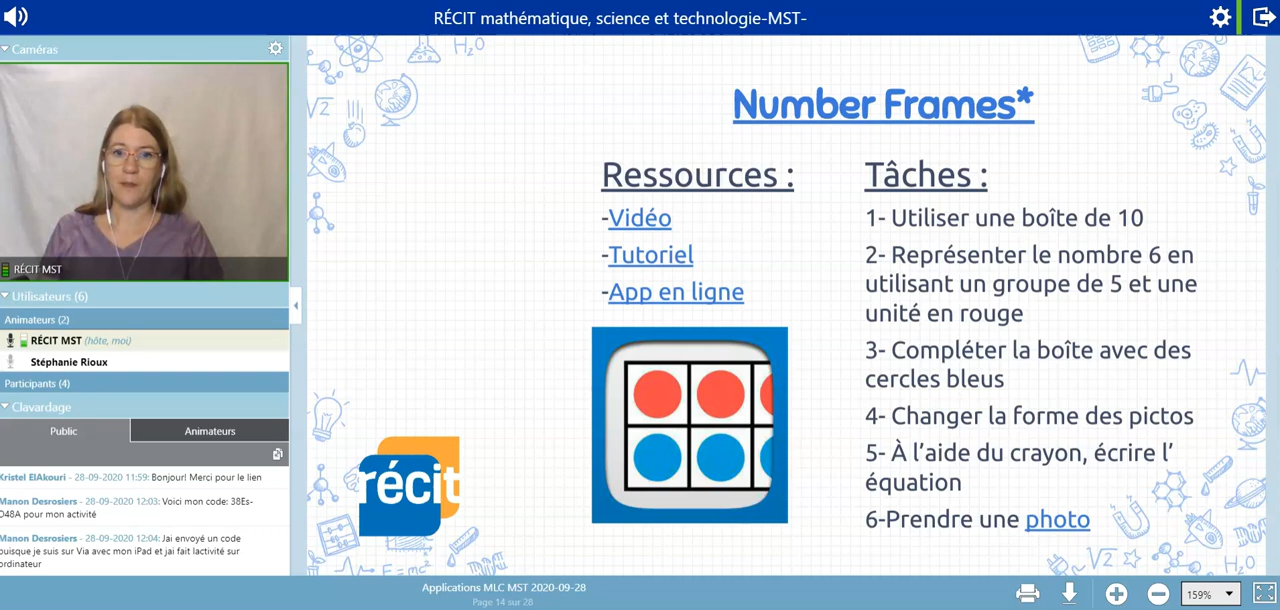 RÉCIT mathématique, science et technologie-MST-
Caméras
RÉCIT MST
Utilisateurs (6)
Animateurs (2)
RÉCIT MST (hôte, moi)
Stéphanie Rioux
Participants (4)
Clavardage
Public
Animateurs
Kristel ElAkouri - 28-09-2020 11:59: Bonjour! Merci pour le lien
Manon Desrosiers - 28-09-2020 12:03: Voici mon code: 38Es-
D48A pour mon activité
Manon Desrosiers - 28-09-2020 12:04: Jai envoyé un code
puisque je suis sur Via avec mon iPad et jai fait lactivité sur
ordinateur
H₂O
√2
Number Frames*
Ressources :
-Vidéo
-Tutoriel
-App en ligne
récit
Tâches :
1- Utiliser une boîte de 10
2- Représenter le nombre 6 en
utilisant un groupe de 5 et une
unité en rouge
3- Compléter la boîte avec des
cercles bleus
4- Changer la forme des pictos
5- À l’aide du crayon, écrire l’
équation
6-Prendre une photo
E=mc²
√2
H₂O
Applications MLC MST 2020-09-28
Page 14 sur 28
159%